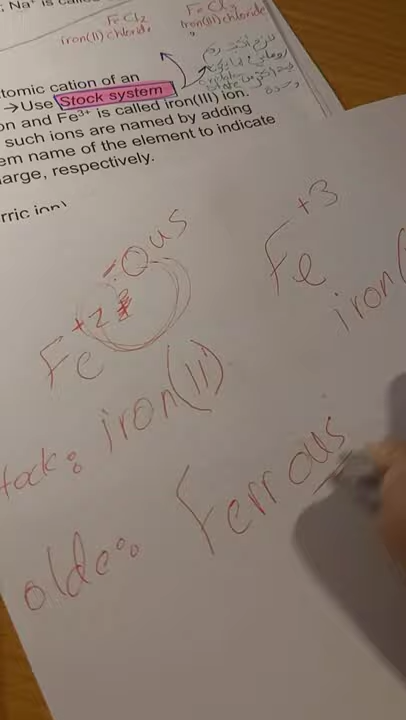 ; Na⁺ is
FeCl2
iron(II) chloride,
FeCl3
iron(III) chloride
tomic cation of an
→ Use Stock system
on and Fe³⁺ is called iron(III) ion.
such ions are named by adding
em name of the element to indicate
arge, respectively.
rric ion)
:Ous
Fe +2
Fe +3
iron(
tock: iron(II)
olde: Ferrous